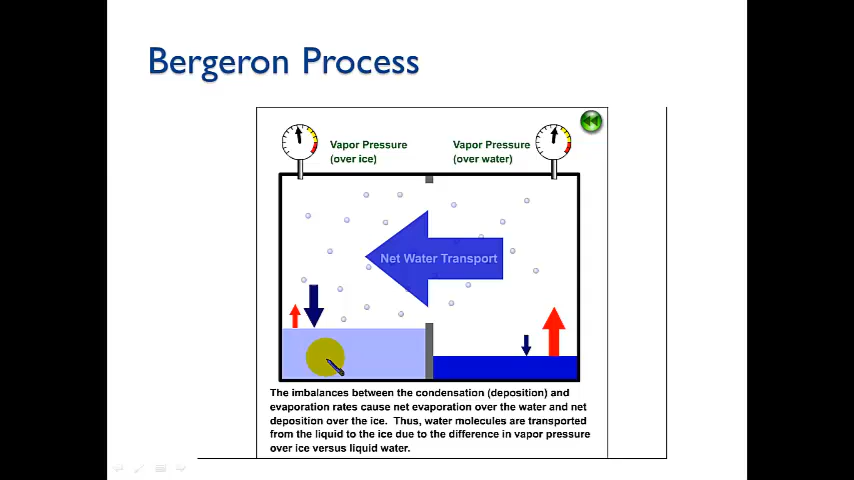 Bergeron Process
Vapor Pressure
(over ice)
Vapor Pressure
(over water)
Net Water Transport
The imbalances between the condensation (deposition) and
evaporation rates cause net evaporation over the water and net
deposition over the ice. Thus, water molecules are transported
from the liquid to the ice due to the difference in vapor pressure
over ice versus liquid water.